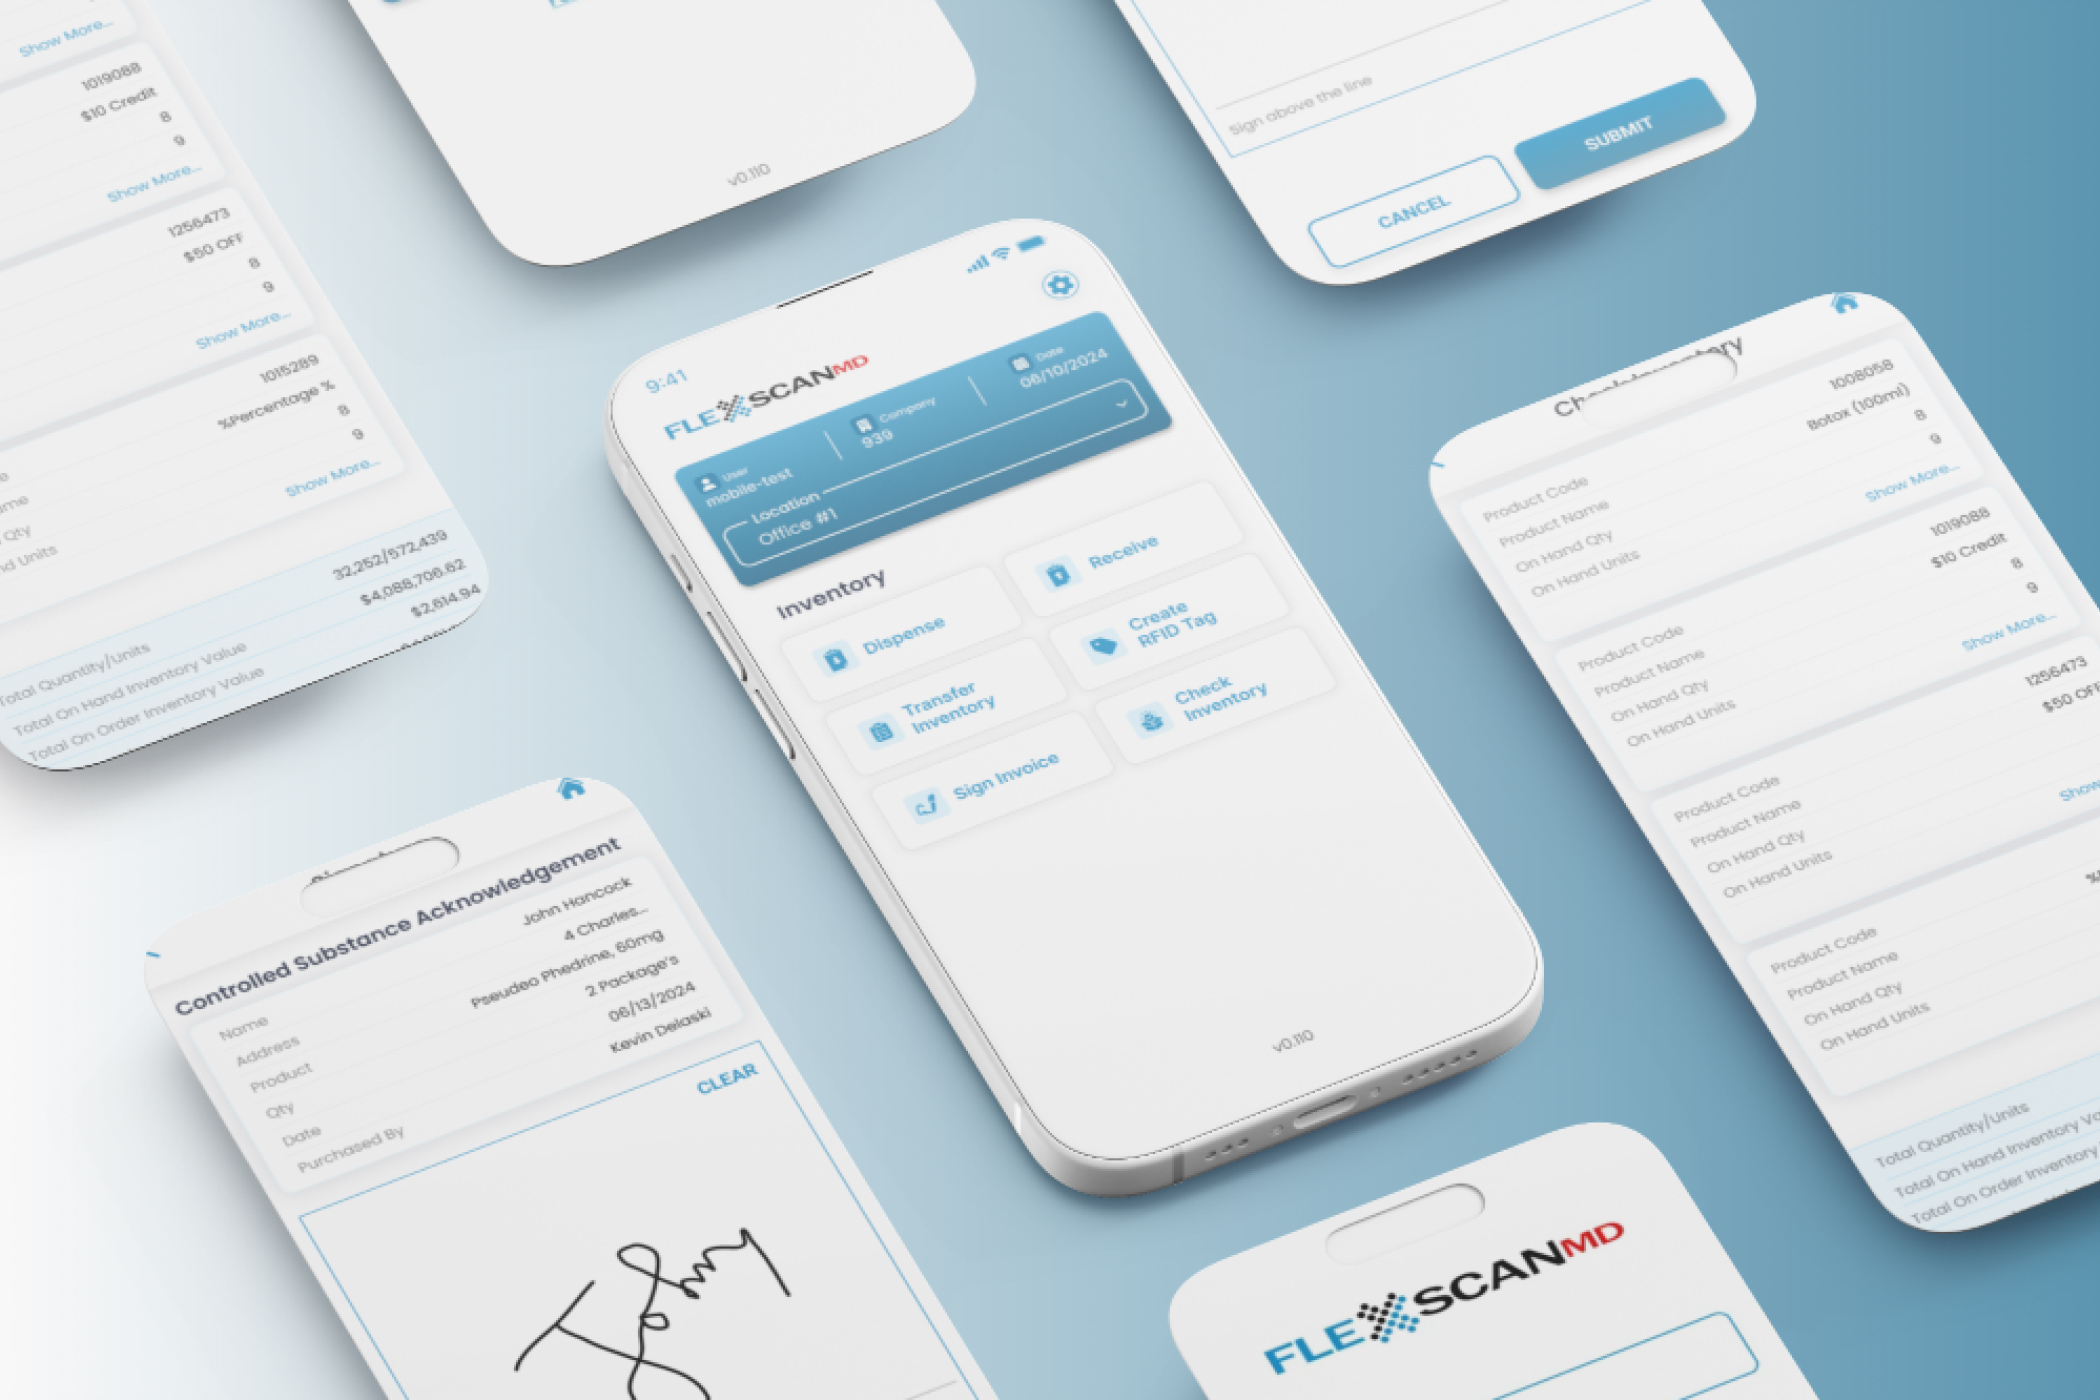 Show More...
1019088
$10 Credit
8
9
Show More...
1256473
$50 OFF
8
9
Show More...
1015289
%Percentage %
8
9
Show More...
Qty
Units
32,252/572,439
$4,088,706.62
$2,614.94
Total Quantity/Units
Total On Hand Inventory Value
Total On Order Inventory Value
v0.110
Sign above the line
CANCEL
SUBMIT
9:41
FLEXSCANMD
User
mobile-test
Company
939
Date
06/10/2024
Location
Office #1
Inventory
Dispense
Receive
Transfer
Inventory
Create
RFID Tag
Sign Invoice
Check
Inventory
v0.110
Product Code 1008058
Product Name Botox (100ml)
On Hand Qty 8
On Hand Units 9
Show More...
Product Code 1019088
Product Name $10 Credit
On Hand Qty 8
On Hand Units 9
Show More...
Product Code 1256473
Product Name $50 OFF
On Hand Qty
On Hand Units
Show
Product Code
Product Name
On Hand Qty
On Hand Units
Total Quantity/Units
Total On Hand Inventory
Total On Order Inventory
Controlled Substance Acknowledgement
Name John Hancock
Address 4 Charles...
Product Pseudeo Phedrine, 60mg
Qty 2 Package's
Date 06/13/2024
Purchased By Kevin Delaski
CLEAR
FLEXSCANMD